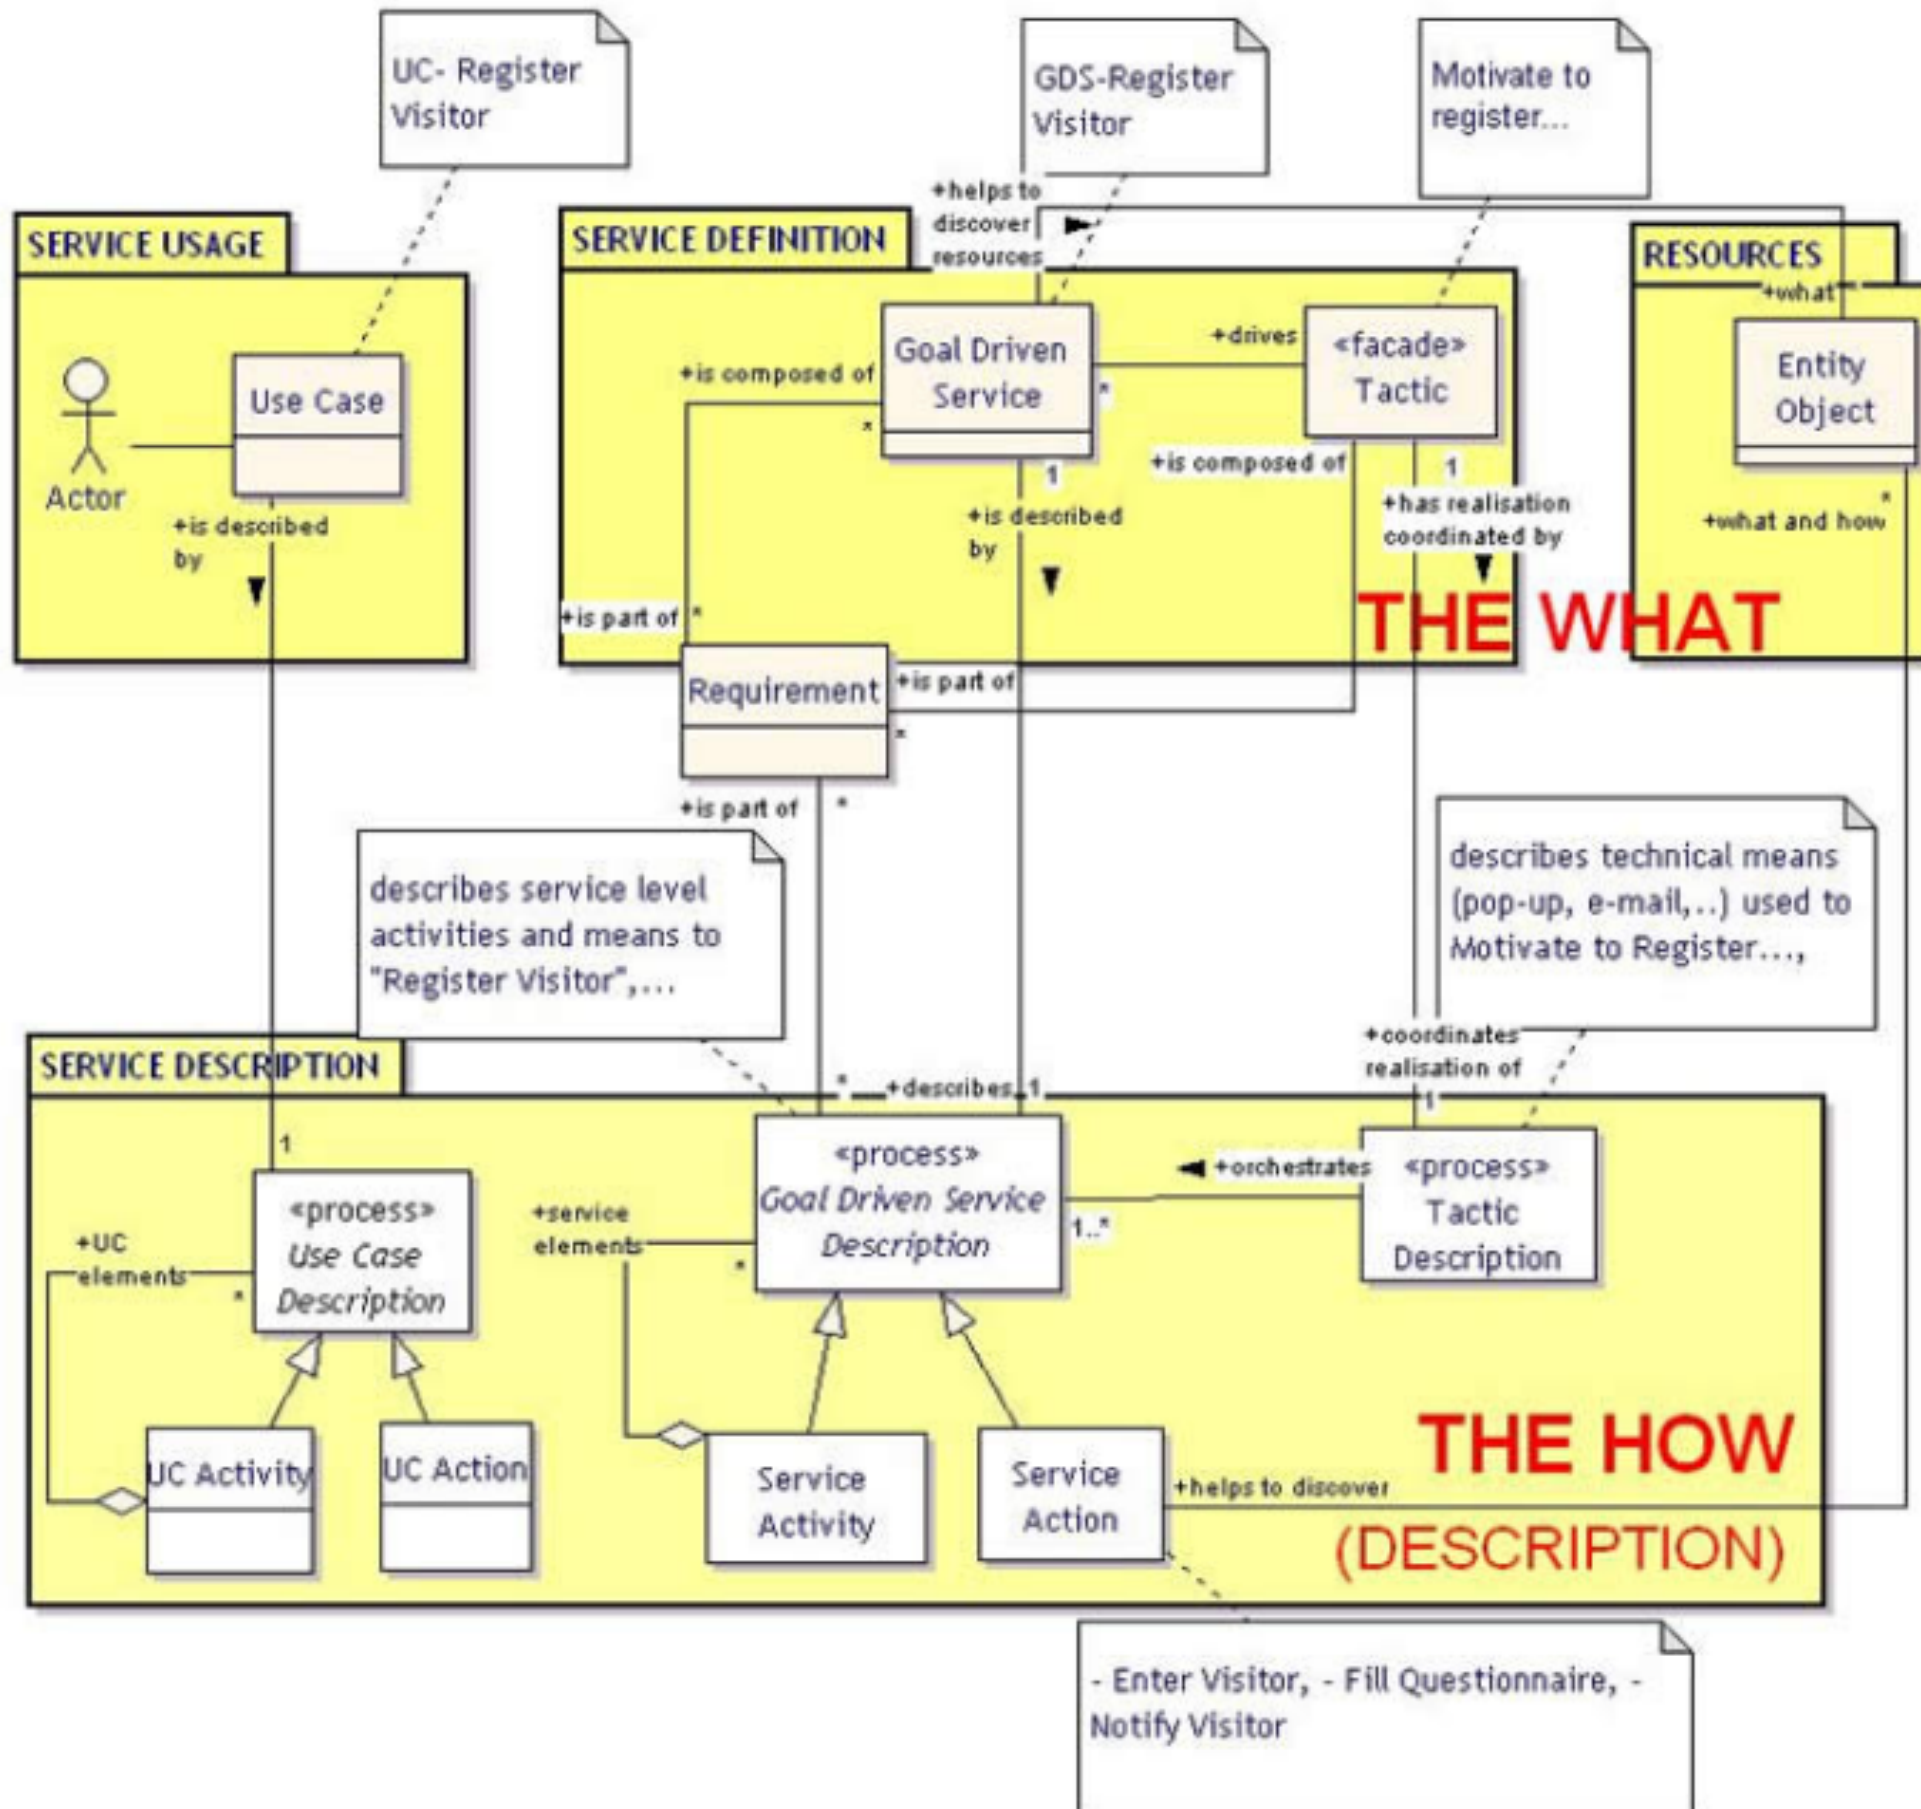 UC- Register
Visitor
GDS-Register
Visitor
Motivate to
register...
SERVICE USAGE
Use Case
Actor
+is described
by
SERVICE DEFINITION
+helps to
discover
resources
Goal Driven
Service
+drives
*
«facade»
Tactic
+is composed of
*
1
+is described
by
+is composed of
1
+has realisation
coordinated by
+is part of
*
Requirement
+is part of
*
+is part of
*
THE WHAT
RESOURCES
+what
Entity
Object
*
+what and how
describes service level
activities and means to
"Register Visitor",...
describes technical means
(pop-up, e-mail,..) used to
Motivate to Register...,
SERVICE DESCRIPTION
1
«process»
Use Case
Description
+UC
elements
*
UC Activity
UC Action
*
+describes 1
«process»
Goal Driven Service
Description
+service
elements
*
1..*
+orchestrates
+coordinates
realisation of
1
«process»
Tactic
Description
Service
Activity
Service
Action
+helps to discover
THE HOW
(DESCRIPTION)
- Enter Visitor, - Fill Questionnaire, -
Notify Visitor